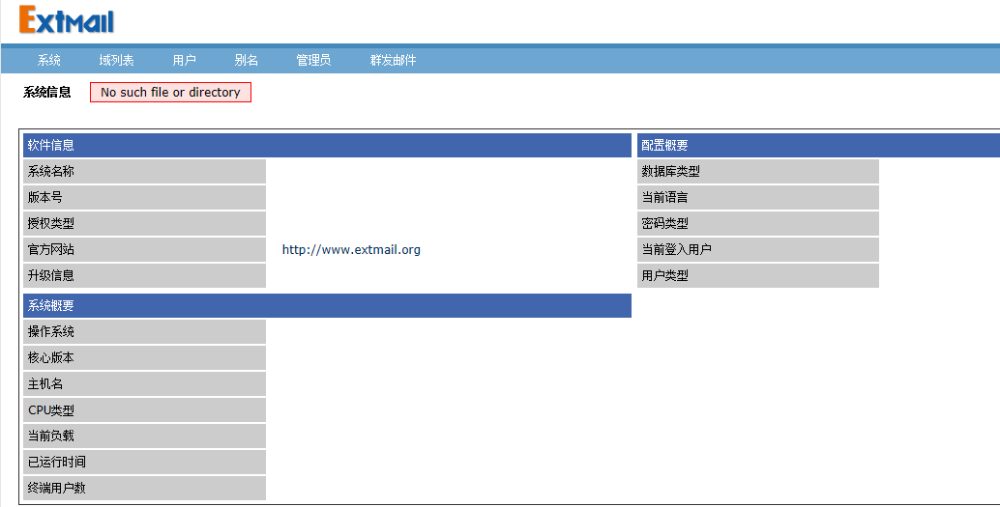 Extmail
系统 域列表 用户 别名 管理员 群发邮件
系统信息 No such file or directory
软件信息
系统名称
版本号
授权类型
官方网站 http://www.extmail.org
升级信息
系统概要
操作系统
核心版本
主机名
CPU类型
当前负载
已运行时间
终端用户数
配置概要
数据库类型
当前语言
密码类型
当前登入用户
用户类型